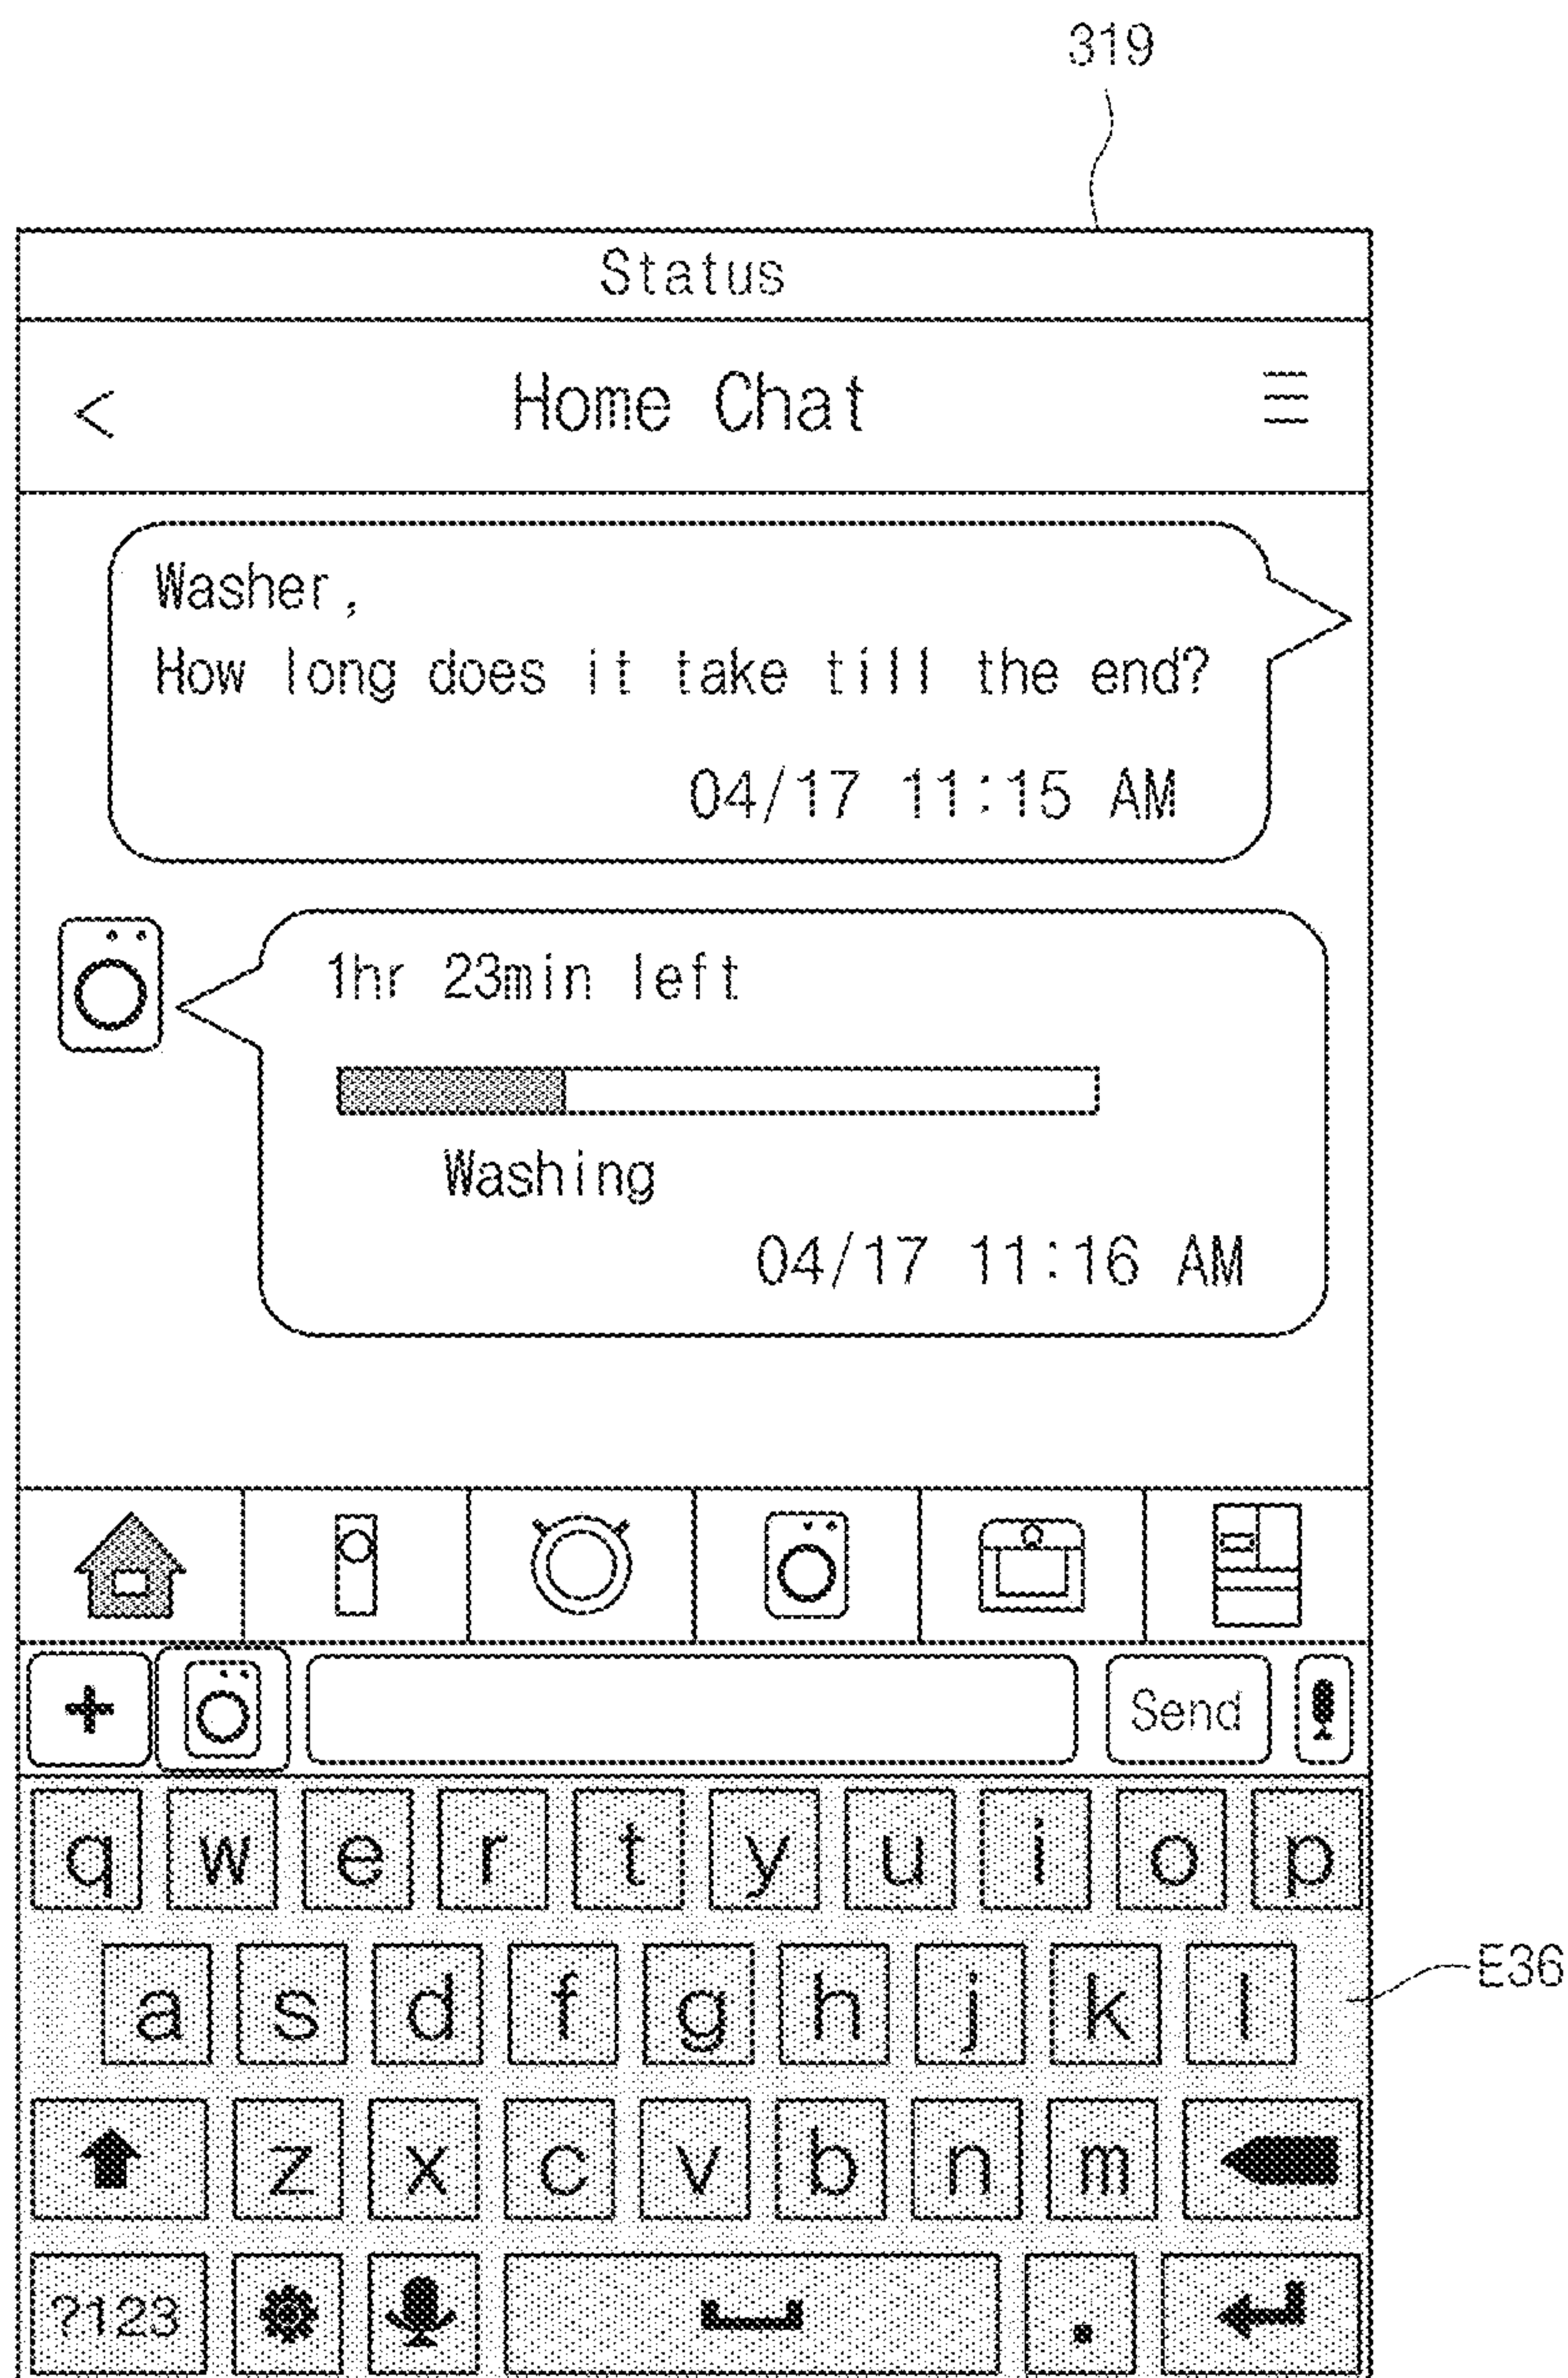 319
Status
< Home Chat
Washer,
How long does it take till the end?
04/17 11:15 AM
1hr 23min left
Washing
04/17 11:16 AM
+ Send
q w e r t y u i o p
a s d f g h j k l
E36
z x c v b n m
?123 .